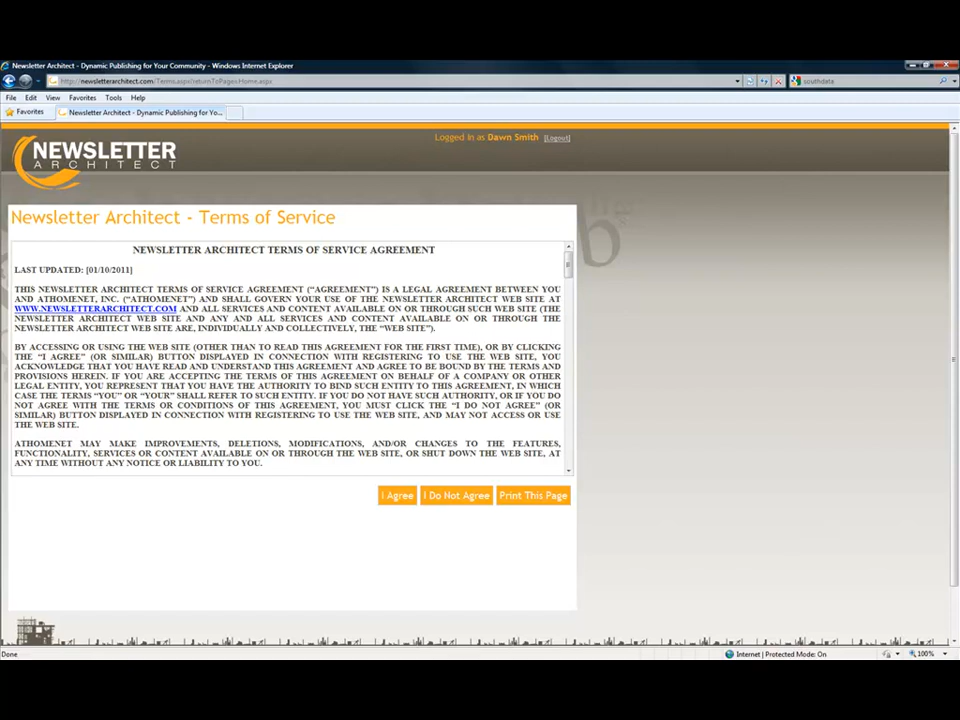 Newsletter Architect - Dynamic Publishing for Your Community - Windows Internet Explorer
http://newsletterarchitect.com/Terms.aspx?returnToPage=Home.aspx
southdata
File Edit View Favorites Tools Help
Favorites
Newsletter Architect - Dynamic Publishing for Yo...
Logged In as Dawn Smith [Logout]
NEWSLETTER
ARCHITECT
Newsletter Architect - Terms of Service
NEWSLETTER ARCHITECT TERMS OF SERVICE AGREEMENT
LAST UPDATED: [01/10/2011]
THIS NEWSLETTER ARCHITECT TERMS OF SERVICE AGREEMENT ("AGREEMENT") IS A LEGAL AGREEMENT BETWEEN YOU
AND ATHOMENET, INC. ("ATHOMENET") AND SHALL GOVERN YOUR USE OF THE NEWSLETTER ARCHITECT WEB SITE AT
WWW.NEWSLETTERARCHITECT.COM AND ALL SERVICES AND CONTENT AVAILABLE ON OR THROUGH SUCH WEB SITE (THE
NEWSLETTER ARCHITECT WEB SITE AND ANY AND ALL SERVICES AND CONTENT AVAILABLE ON OR THROUGH THE
NEWSLETTER ARCHITECT WEB SITE ARE, INDIVIDUALLY AND COLLECTIVELY, THE "WEB SITE").
BY ACCESSING OR USING THE WEB SITE (OTHER THAN TO READ THIS AGREEMENT FOR THE FIRST TIME), OR BY CLICKING
THE "I AGREE" (OR SIMILAR) BUTTON DISPLAYED IN CONNECTION WITH REGISTERING TO USE THE WEB SITE, YOU
ACKNOWLEDGE THAT YOU HAVE READ AND UNDERSTAND THIS AGREEMENT AND AGREE TO BE BOUND BY THE TERMS AND
PROVISIONS HEREIN. IF YOU ARE ACCEPTING THE TERMS OF THIS AGREEMENT ON BEHALF OF A COMPANY OR OTHER
LEGAL ENTITY, YOU REPRESENT THAT YOU HAVE THE AUTHORITY TO BIND SUCH ENTITY TO THIS AGREEMENT, IN WHICH
CASE THE TERMS "YOU" OR "YOUR" SHALL REFER TO SUCH ENTITY. IF YOU DO NOT HAVE SUCH AUTHORITY, OR IF YOU DO
NOT AGREE WITH THE TERMS OR CONDITIONS OF THIS AGREEMENT, YOU MUST CLICK THE "I DO NOT AGREE" (OR
SIMILAR) BUTTON DISPLAYED IN CONNECTION WITH REGISTERING TO USE THE WEB SITE, AND MAY NOT ACCESS OR USE
THE WEB SITE.
ATHOMENET MAY MAKE IMPROVEMENTS, DELETIONS, MODIFICATIONS, AND/OR CHANGES TO THE FEATURES,
FUNCTIONALITY, SERVICES OR CONTENT AVAILABLE ON OR THROUGH THE WEB SITE, OR SHUT DOWN THE WEB SITE, AT
ANY TIME WITHOUT ANY NOTICE OR LIABILITY TO YOU.
I Agree I Do Not Agree Print This Page
Done
Internet | Protected Mode: On
100%